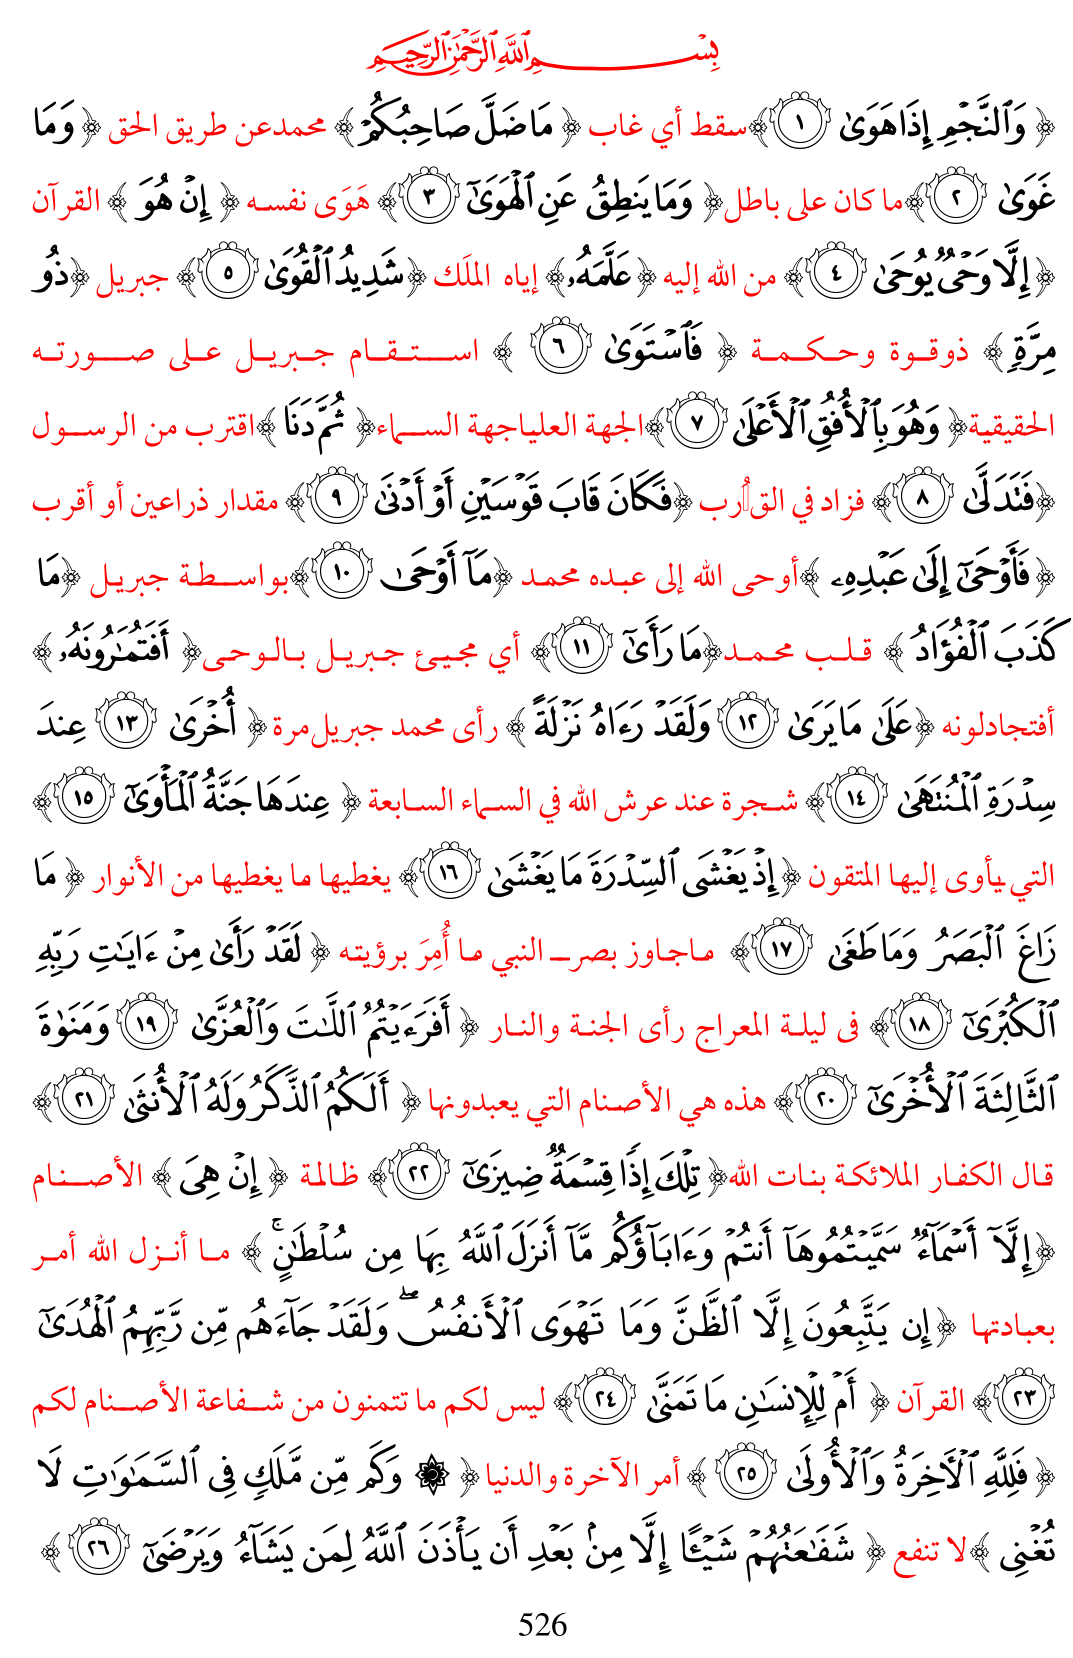 بِسْمِ ٱللَّهِ ٱلرَّحْمَٰنِ ٱلرَّحِيمِ
﴿ وَٱلنَّجْمِ إِذَا هَوَىٰ ١ ﴾سقط أي غاب ﴿ مَا ضَلَّ صَاحِبُكُمْ﴾ محمدعن طريق الحق ﴿ وَمَا
غَوَىٰ ٢ ﴾ما كان على باطل﴿ وَمَا يَنطِقُ عَنِ ٱلْهَوَىٰٓ ٣﴾ هَوَى نفسه ﴿ إِنْ هُوَ ﴾ القرآن
﴿إِلَّا وَحْىٌ يُوحَىٰ ٤ ﴾ من الله إليه ﴿عَلَّمَهُۥ﴾ إياه الملَك ﴿شَدِيدُ ٱلْقُوَىٰ ٥ ﴾ جبريل ﴿ذُو
مِرَّةٍ ﴾ ذوقوة وحكمة ﴿ فَٱسْتَوَىٰ ٦ ﴾ استقام جبريل على صورته
الحقيقية﴿ وَهُوَ بِٱلْأُفُقِ ٱلْأَعْلَىٰ ٧ ﴾الجهة العلياجهة السماء﴿ ثُمَّ دَنَا ﴾اقترب من الرسول
﴿فَتَدَلَّىٰ ٨ ﴾ فزاد في القُرب ﴿فَكَانَ قَابَ قَوْسَيْنِ أَوْ أَدْنَىٰ ٩ ﴾ مقدار ذراعين أو أقرب
﴿ فَأَوْحَىٰٓ إِلَىٰ عَبْدِهِۦ ﴾أوحى الله إلى عبده محمد ﴿مَآ أَوْحَىٰ ١٠ ﴾بواسطة جبريل ﴿مَا
كَذَبَ ٱلْفُؤَادُ ﴾ قلب محمد﴿مَا رَأَىٰٓ ١١ ﴾ أي مجيئ جبريل بالوحى﴿ أَفَتُمَٰرُونَهُۥ ﴾
أفتجادلونه ﴿عَلَىٰ مَا يَرَىٰ ١٢ وَلَقَدْ رَءَاهُ نَزْلَةً ﴾ رأى محمد جبريل مرة ﴿ أُخْرَىٰ ١٣ عِندَ
سِدْرَةِ ٱلْمُنتَهَىٰ ١٤ ﴾ شجرة عند عرش الله في السماء السابعة ﴿ عِندَهَا جَنَّةُ ٱلْمَأْوَىٰٓ ١٥ ﴾
التي يأوى إليها المتقون ﴿إِذْ يَغْشَى ٱلسِّدْرَةَ مَا يَغْشَىٰ ١٦ ﴾ يغطيها ما يغطيها من الأنوار ﴿ مَا
زَاغَ ٱلْبَصَرُ وَمَا طَغَىٰ ١٧ ﴾ ماجاوز بصر النبي ما أُمِرَ برؤيته ﴿ لَقَدْ رَأَىٰ مِنْ ءَايَٰتِ رَبِّهِ
ٱلْكُبْرَىٰٓ ١٨ ﴾ فى ليلة المعراج رأى الجنة والنار ﴿ أَفَرَءَيْتُمُ ٱللَّٰتَ وَٱلْعُزَّىٰ ١٩ وَمَنَوٰةَ
ٱلثَّالِثَةَ ٱلْأُخْرَىٰٓ ٢٠ ﴾ هذه هي الأصنام التي يعبدونها ﴿ أَلَكُمُ ٱلذَّكَرُ وَلَهُ ٱلْأُنثَىٰ ٢١ ﴾
قال الكفار الملائكة بنات الله﴿ تِلْكَ إِذًا قِسْمَةٌ ضِيزَىٰٓ ٢٢ ﴾ ظالمة ﴿ إِنْ هِىَ ﴾ الأصنام
﴿إِلَّآ أَسْمَآءٌ سَمَّيْتُمُوهَآ أَنتُمْ وَءَابَآؤُكُم مَّآ أَنزَلَ ٱللَّهُ بِهَا مِن سُلْطَٰنٍۚ ﴾ ما أنزل الله أمر
بعبادتها ﴿إِن يَتَّبِعُونَ إِلَّا ٱلظَّنَّ وَمَا تَهْوَى ٱلْأَنفُسُۖ وَلَقَدْ جَآءَهُم مِّن رَّبِّهِمُ ٱلْهُدَىٰٓ
٢٣ ﴾ القرآن ﴿ أَمْ لِلْإِنسَٰنِ مَا تَمَنَّىٰ ٢٤ ﴾ ليس لكم ما تتمنون من شفاعة الأصنام لكم
﴿ فَلِلَّهِ ٱلْءَاخِرَةُ وَٱلْأُولَىٰ ٢٥ ﴾ أمر الآخرة والدنيا ﴿ ۞ وَكَم مِّن مَّلَكٍ فِى ٱلسَّمَٰوَٰتِ لَا
تُغْنِى ﴾لا تنفع ﴿ شَفَٰعَتُهُمْ شَيْـًٔا إِلَّا مِنۢ بَعْدِ أَن يَأْذَنَ ٱللَّهُ لِمَن يَشَآءُ وَيَرْضَىٰٓ ٢٦ ﴾
526